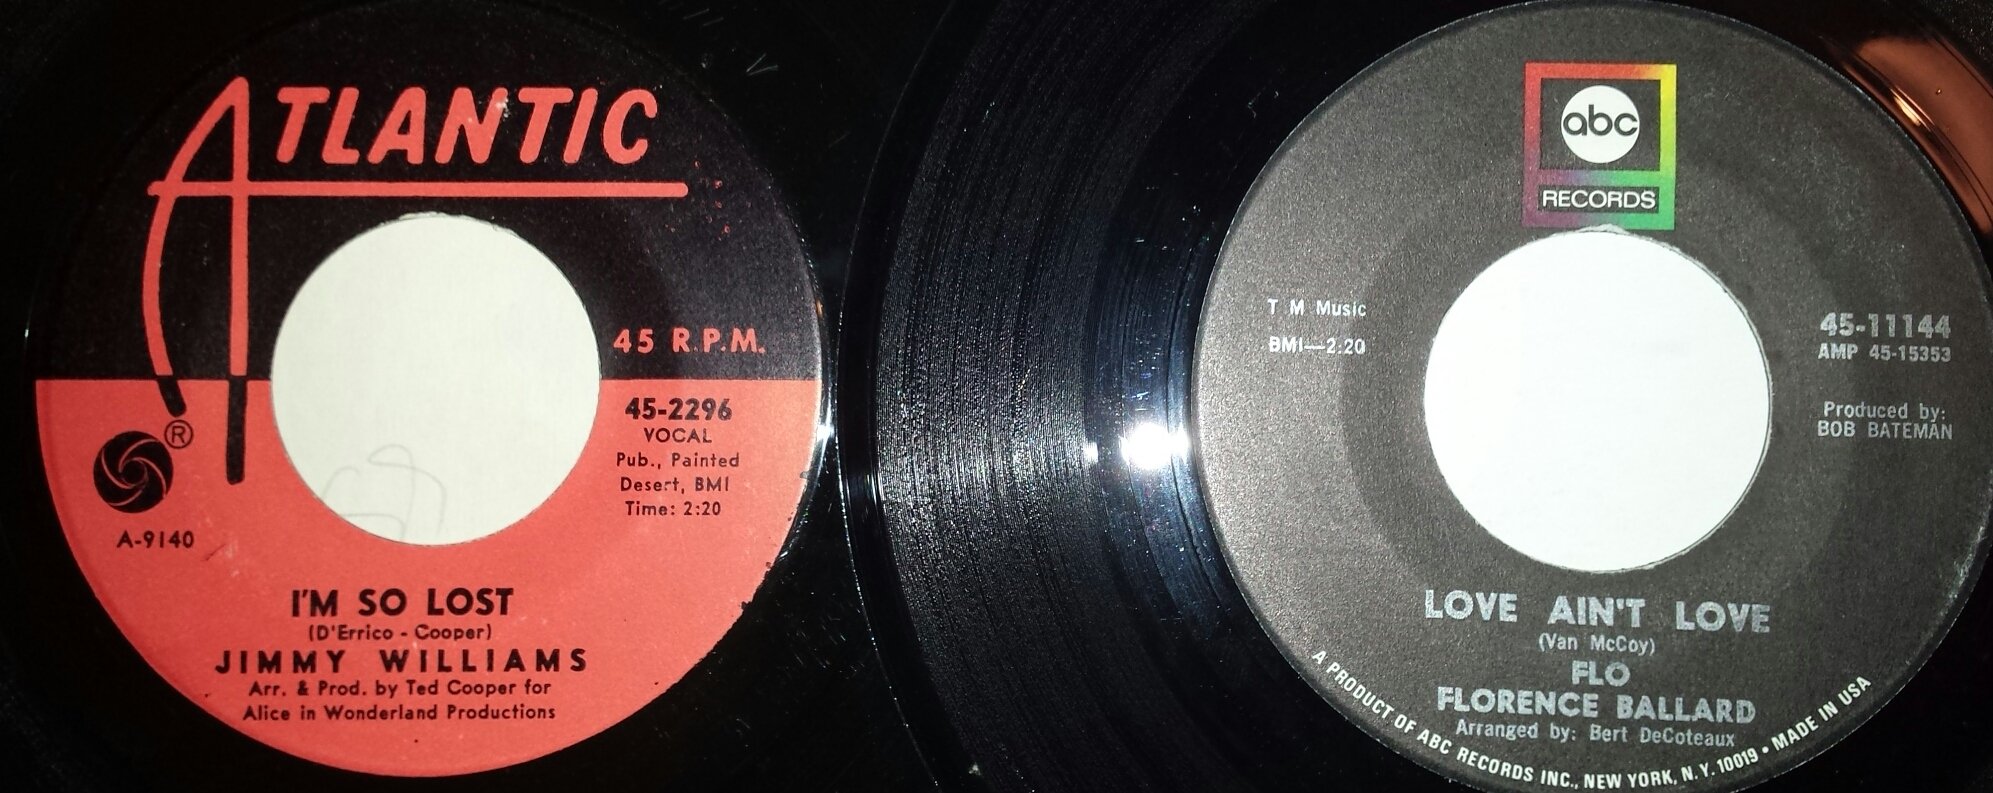 ATLANTIC
45 R.P.M.
45-2296
VOCAL
Pub., Painted
Desert, BMI
Time: 2:20
®
A-9140
I'M SO LOST
(D'Errico - Cooper)
JIMMY WILLIAMS
Arr. & Prod. by Ted Cooper for
Alice in Wonderland Productions
abc
RECORDS
T M Music
BMI—2:20
45-11144
AMP 45-15353
Produced by:
BOB BATEMAN
LOVE AIN'T LOVE
(Van McCoy)
FLO
FLORENCE BALLARD
Arranged by: Bert DeCoteaux
A PRODUCT OF ABC RECORDS INC., NEW YORK, N.Y. 10019 • MADE IN USA